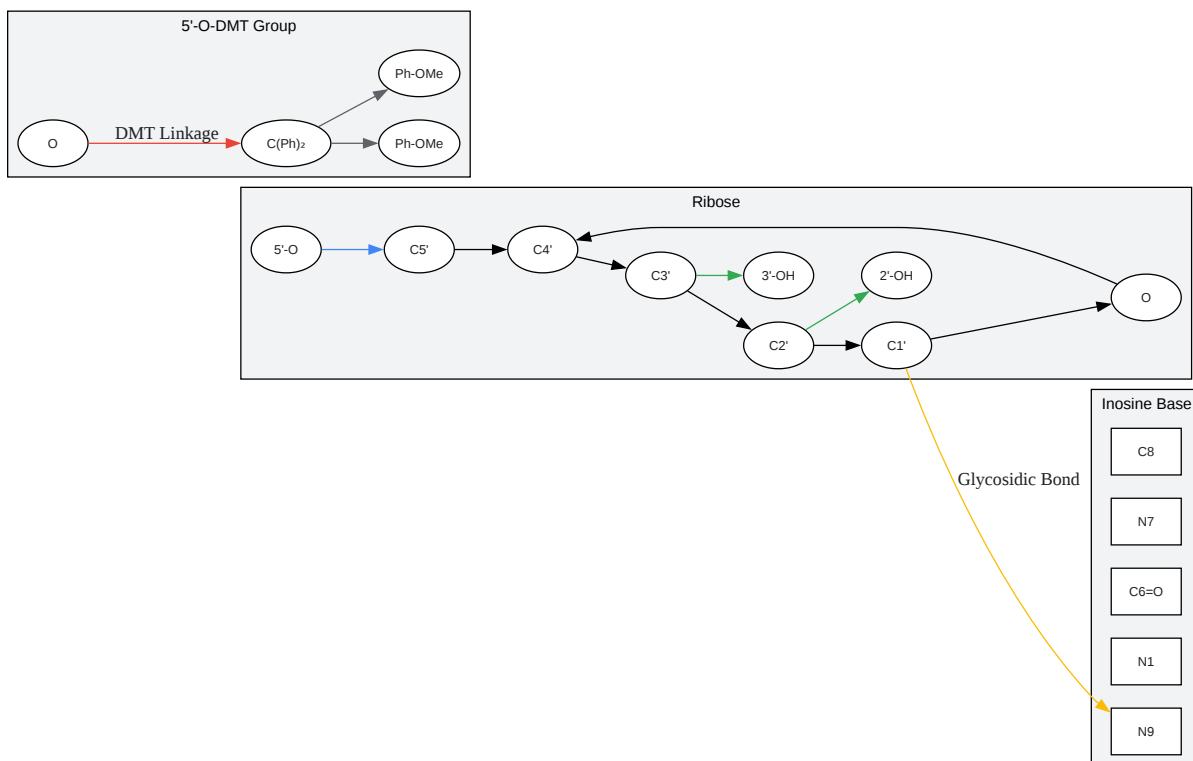 5'-O-DMT Group
Ph-OMe
O
DMT Linkage
C(Ph)₂
Ph-OMe
Ribose
5'-O
C5'
C4'
C3'
3'-OH
2'-OH
O
C2'
C1'
Inosine Base
C8
Glycosidic Bond
N7
C6=O
N1
N9